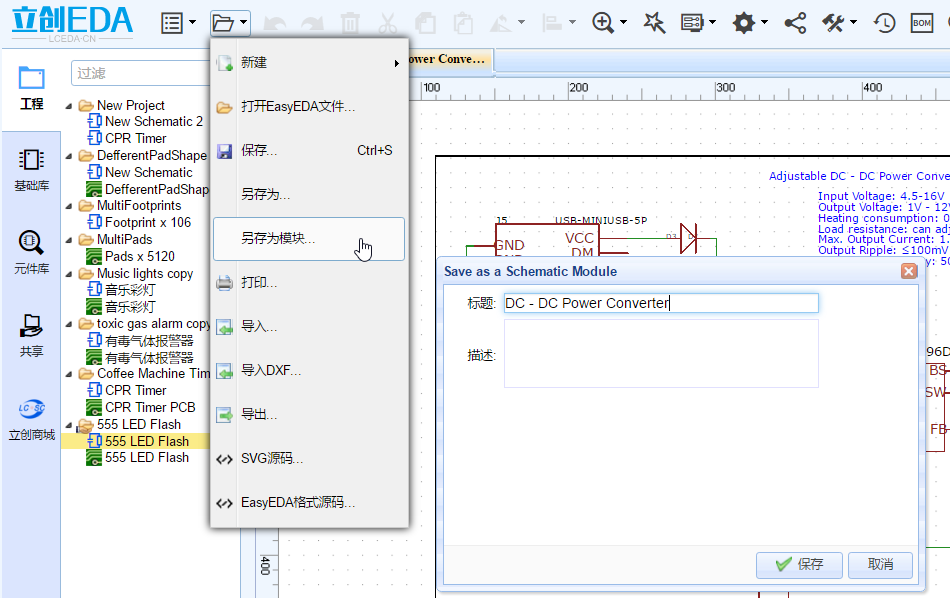 立创EDA
LCEDA·CN
BOM
工程
基础库
元件库
共享
LCSC
立创商城
过滤
New Project
New Schematic 2
CPR Timer
DefferentPadShape
New Schematic
DefferentPadShap
MultiFootprints
Footprint x 106
MultiPads
Pads x 5120
Music lights copy
音乐彩灯
音乐彩灯
toxic gas alarm copy
有毒气体报警器
有毒气体报警器
Coffee Machine Tim
CPR Timer
CPR Timer PCB
555 LED Flash
555 LED Flash
555 LED Flash
新建
打开EasyEDA文件...
保存... Ctrl+S
另存为...
另存为模块...
打印...
导入...
导入DXF...
导出...
SVG源码...
EasyEDA格式源码...
ower Conve...
100 200 300 400
400
Adjustable DC - DC Power Conve
Input Voltage: 4.5-16V
Output Voltage: 1V - 12V
Heating consumption: 0
Load resistance: can adj
Max. Output Current: 1.
Output Ripple: ≤100mV
y: 50
J5
USB-MINIUSB-5P
GND
VCC
DM
D3
96D
BS
SW
FB
Save as a Schematic Module
标题: DC - DC Power Converter
描述:
保存 取消